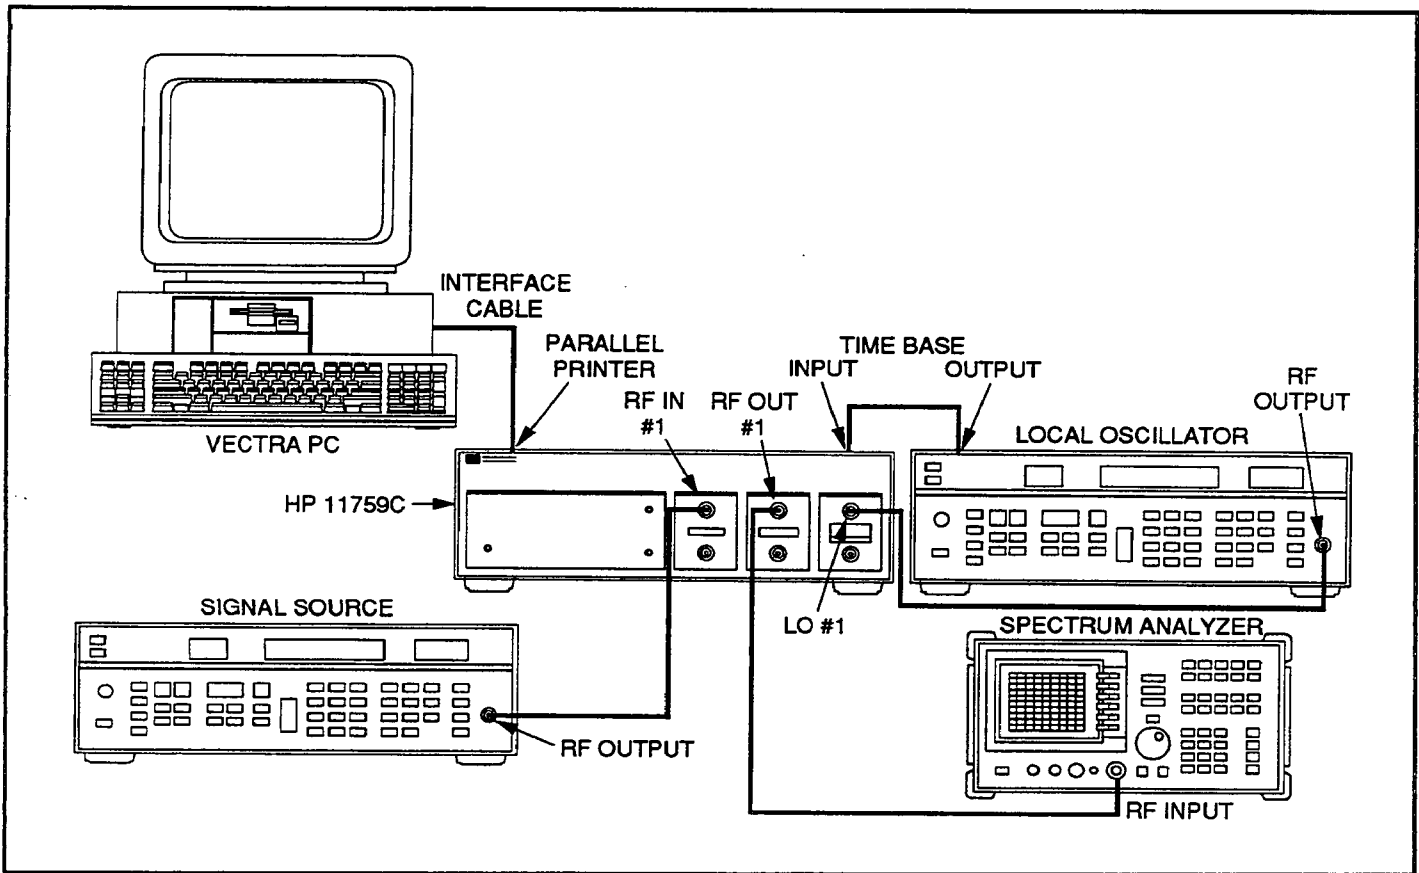 INTERFACE
CABLE
PARALLEL
PRINTER
TIME BASE
INPUT
OUTPUT
RF IN
#1
RF OUT
#1
RF
OUTPUT
VECTRA PC
LOCAL OSCILLATOR
HP 11759C
SIGNAL SOURCE
LO #1
SPECTRUM ANALYZER
RF OUTPUT
RF INPUT